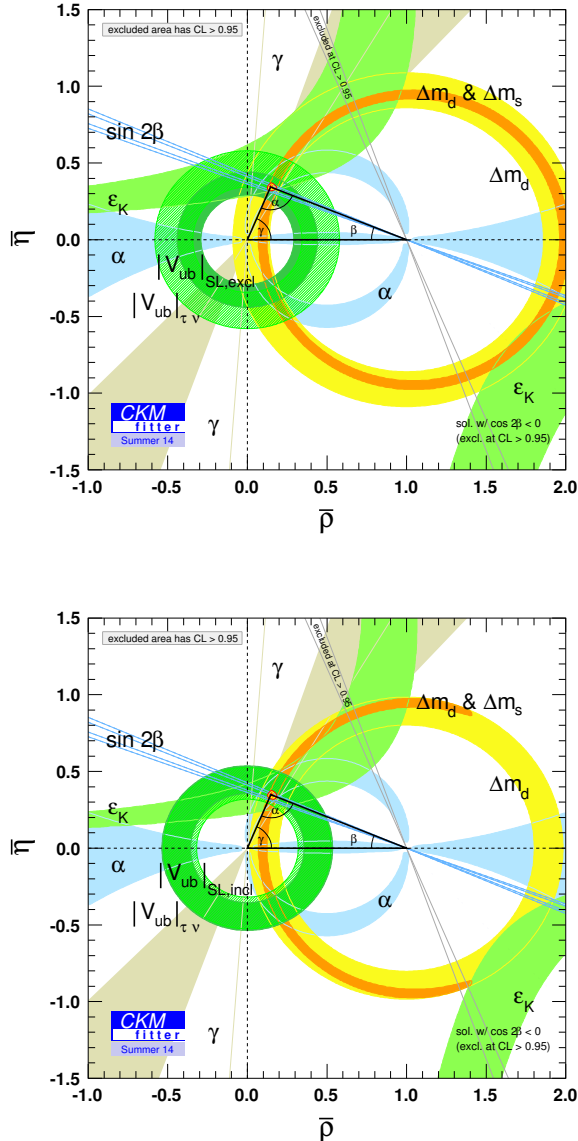 excluded area has CL > 0.95
excluded at CL > 0.95
γ
1.5
Δm_d & Δm_s
1.0
sin 2β
Δm_d
0.5
ε_K
α
γ
β
0.0
α
|V_ub|_SL,excl
α
|V_ub|_τν
-0.5
ε_K
-1.0
CKM
fitter
Summer 14
γ
sol. w/ cos 2β < 0
(excl. at CL > 0.95)
-1.5
-1.0
-0.5
0.0
0.5
1.0
1.5
2.0
η̄
ρ̄
excluded area has CL > 0.95
excluded at CL > 0.95
γ
1.5
Δm_d & Δm_s
1.0
sin 2β
Δm_d
0.5
ε_K
α
γ
β
0.0
α
|V_ub|_SL,incl
α
|V_ub|_τν
-0.5
ε_K
-1.0
CKM
fitter
Summer 14
γ
sol. w/ cos 2β < 0
(excl. at CL > 0.95)
-1.5
-1.0
-0.5
0.0
0.5
1.0
1.5
2.0
η̄
ρ̄